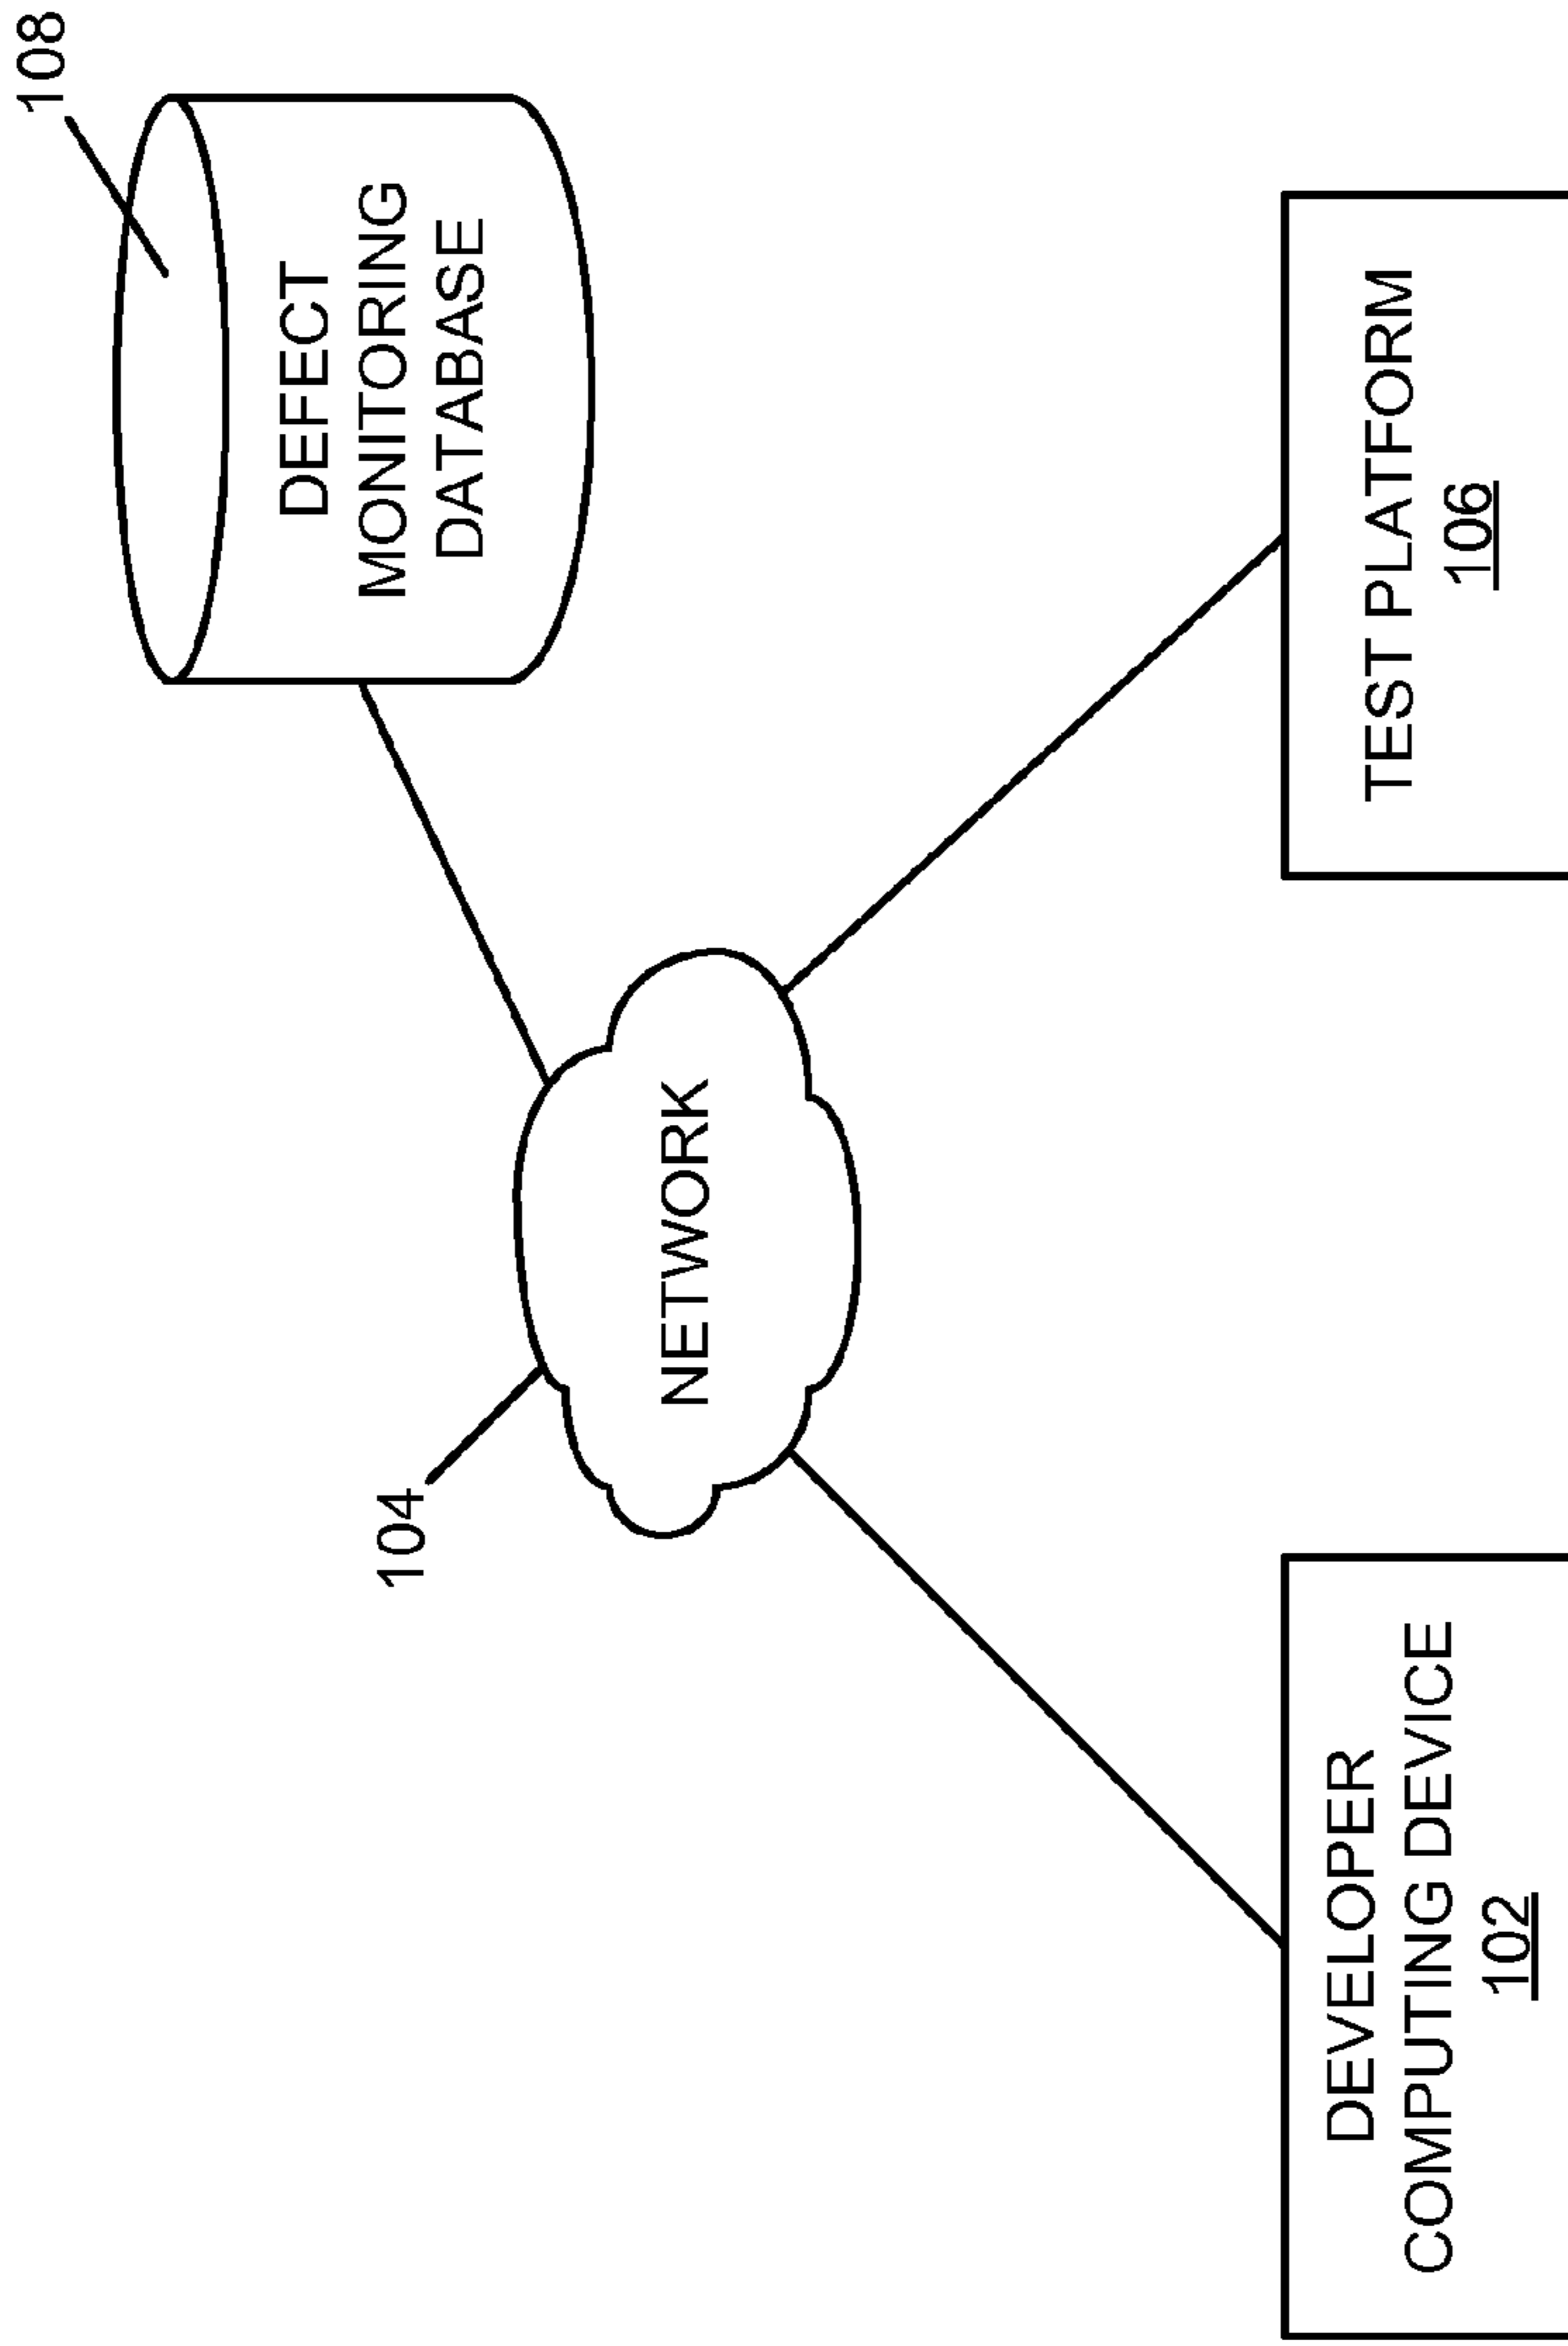 108
DEFECT
MONITORING
DATABASE
104
NETWORK
DEVELOPER
COMPUTING DEVICE
102
TEST PLATFORM
106